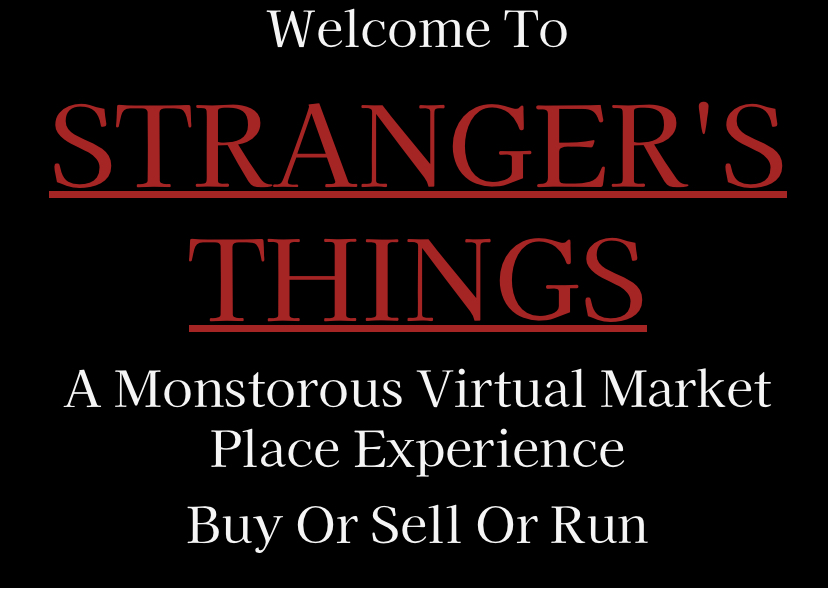 Welcome To
STRANGER'S
THINGS
A Monstorous Virtual Market
Place Experience
Buy Or Sell Or Run